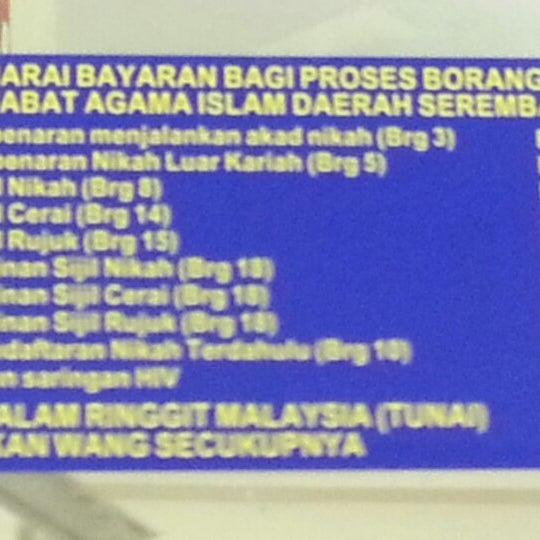 ARAI BAYARAN BAGI PROSES BORANG
ABAT AGAMA ISLAM DAERAH SEREMBA
enaran menjalankan akad nikah (Brg 3)
enaran Nikah Luar Kariah (Brg 5)
l Nikah (Brg 8)
l Cerai (Brg 14)
l Rujuk (Brg 15)
inan Sijil Nikah (Brg 18)
inan Sijil Cerai (Brg 18)
inan Sijil Rujuk (Brg 18)
daftaran Nikah Terdahulu (Brg 10)
n saringan HIV
ALAM RINGGIT MALAYSIA (TUNAI)
KAN WANG SECUKUPNYA